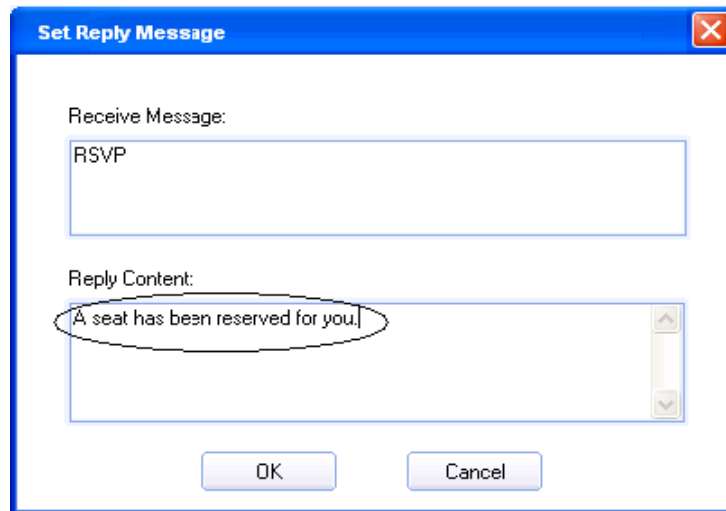 Set Reply Message
Receive Message:
RSVP
Reply Content:
A seat has been reserved for you.
OK
Cancel